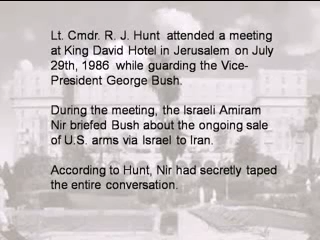 Lt. Cmdr. R. J. Hunt attended a meeting
at King David Hotel in Jerusalem on July
29th, 1986 while guarding the Vice-
President George Bush.
During the meeting, the Israeli Amiram
Nir briefed Bush about the ongoing sale
of U.S. arms via Israel to Iran.
According to Hunt, Nir had secretly taped
the entire conversation.